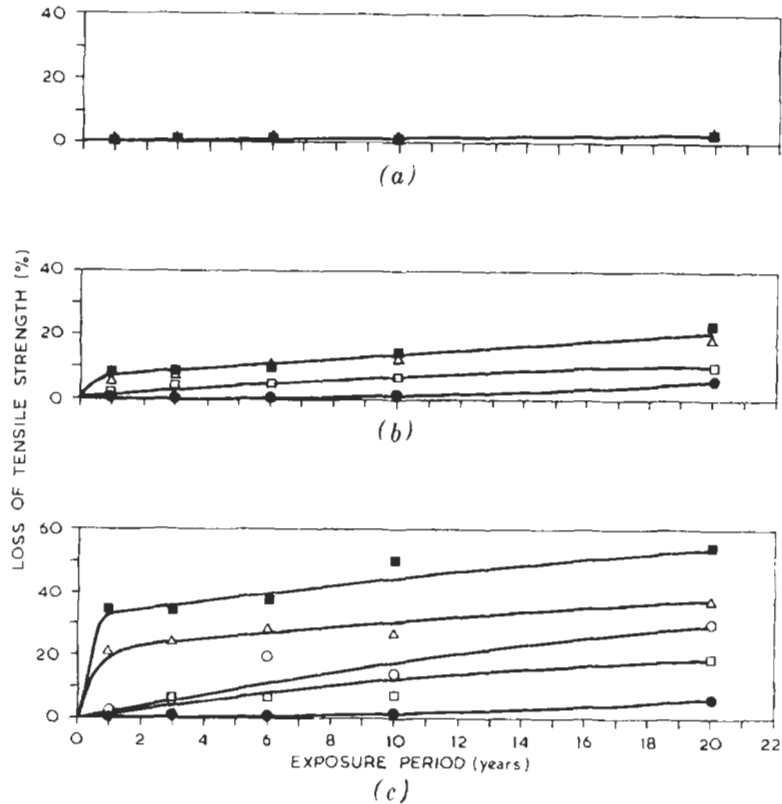 40
20
0
(a)
LOSS OF TENSILE STRENGTH (%)
40
20
0
(b)
60
40
20
0
0 2 4 6 8 10 12 14 16 18 20 22
EXPOSURE PERIOD (years)
(c)